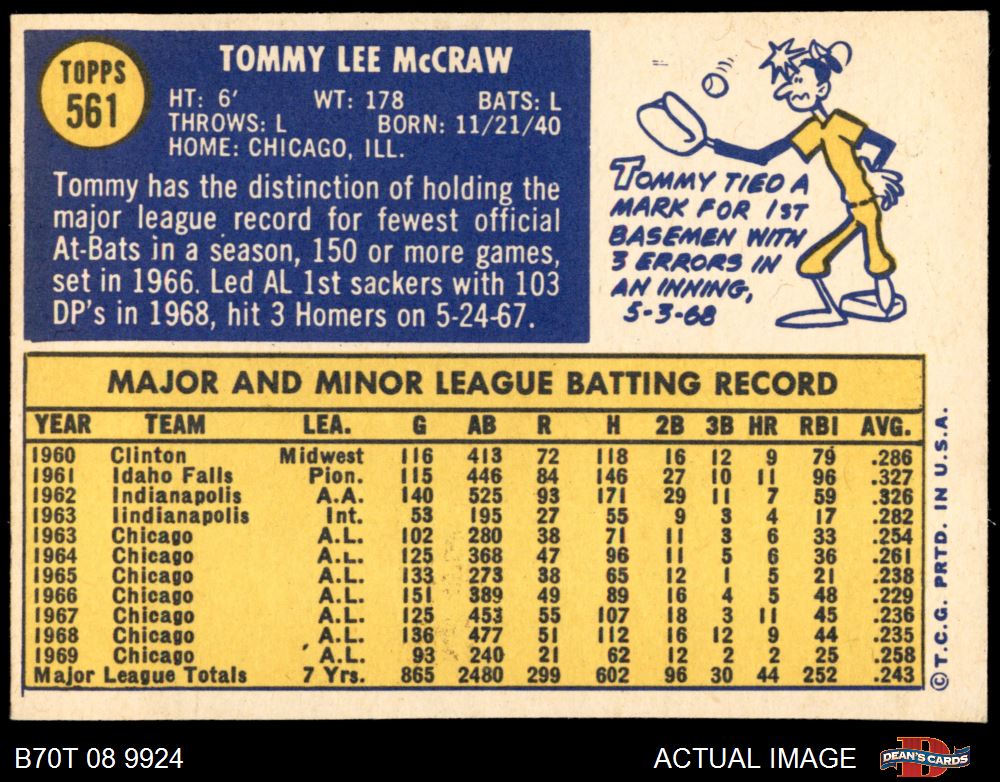 TOPPS
561
TOMMY LEE McCRAW
HT: 6' WT: 178 BATS: L
THROWS: L BORN: 11/21/40
HOME: CHICAGO, ILL.
Tommy has the distinction of holding the
major league record for fewest official
At-Bats in a season, 150 or more games,
set in 1966. Led AL 1st sackers with 103
DP's in 1968, hit 3 Homers on 5-24-67.
TOMMY TIED A
MARK FOR 1ST
BASEMEN WITH
3 ERRORS IN
AN INNING,
5-3-68
MAJOR AND MINOR LEAGUE BATTING RECORD
YEAR TEAM LEA. G AB R H 2B 3B HR RBI AVG.
1960 Clinton Midwest 116 413 72 118 16 12 9 79 .286
1961 Idaho Falls Pion. 115 446 84 146 27 10 11 96 .327
1962 Indianapolis A.A. 140 525 93 171 29 11 7 59 .326
1963 Iindianapolis Int. 53 195 27 55 9 3 4 17 .282
1963 Chicago A.L. 102 280 38 71 11 3 6 33 .254
1964 Chicago A.L. 125 368 47 96 11 5 6 36 .261
1965 Chicago A.L. 133 273 38 65 12 1 5 21 .238
1966 Chicago A.L. 151 389 49 89 16 4 5 48 .229
1967 Chicago A.L. 125 453 55 107 18 3 11 45 .236
1968 Chicago A.L. 136 477 51 112 16 12 9 44 .235
1969 Chicago A.L. 93 240 21 62 12 2 2 25 .258
Major League Totals 7 Yrs. 865 2480 299 602 96 30 44 252 .243
©T.C.G. PRTD. IN U.S.A.
B70T 08 9924
ACTUAL IMAGE
DEAN'S CARDS